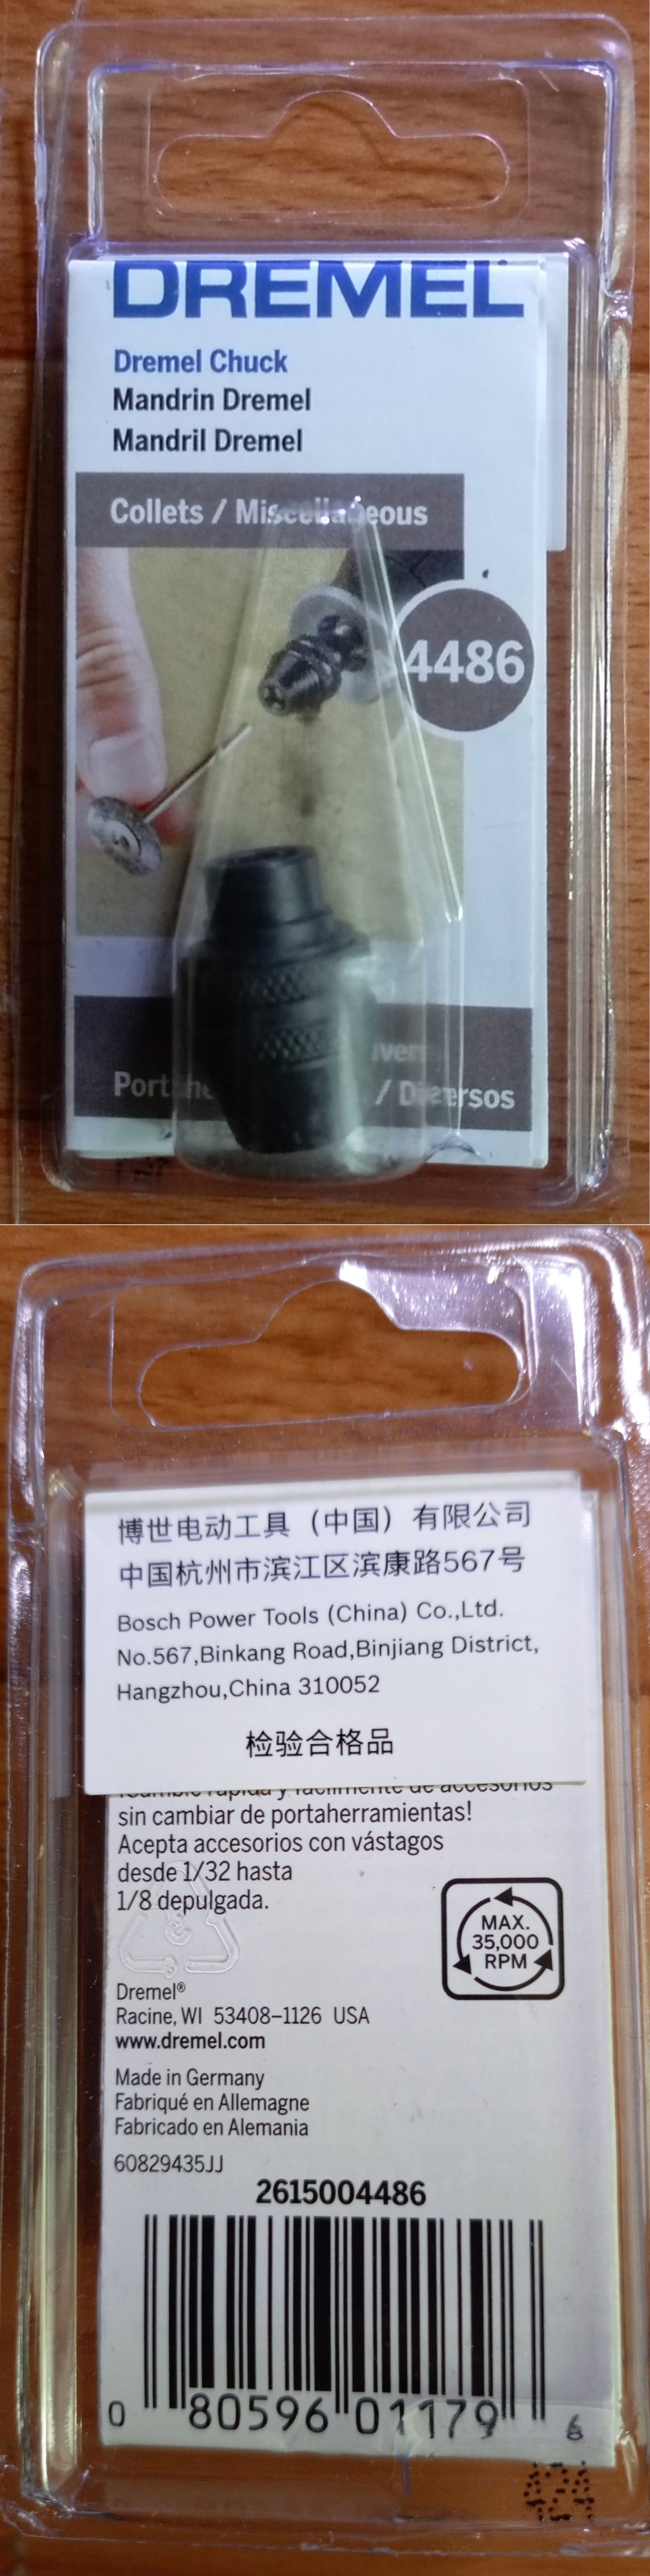 DREMEL
Dremel Chuck
Mandrin Dremel
Mandril Dremel
Collets / Miscellaneous
4486
/ Diversos
博世电动工具（中国）有限公司
中国杭州市滨江区滨康路567号
Bosch Power Tools (China) Co.,Ltd.
No.567,Binkang Road,Binjiang District,
Hangzhou,China 310052
检验合格品
rápida y fácilmente de accesorios
sin cambiar de portaherramientas!
Acepta accesorios con vástagos
desde 1/32 hasta
1/8 depulgada.
MAX.
35,000
RPM
Dremel®
Racine, WI 53408–1126 USA
www.dremel.com
Made in Germany
Fabriqué en Allemagne
Fabricado en Alemania
60829435JJ
2615004486
0 80596 01179 6